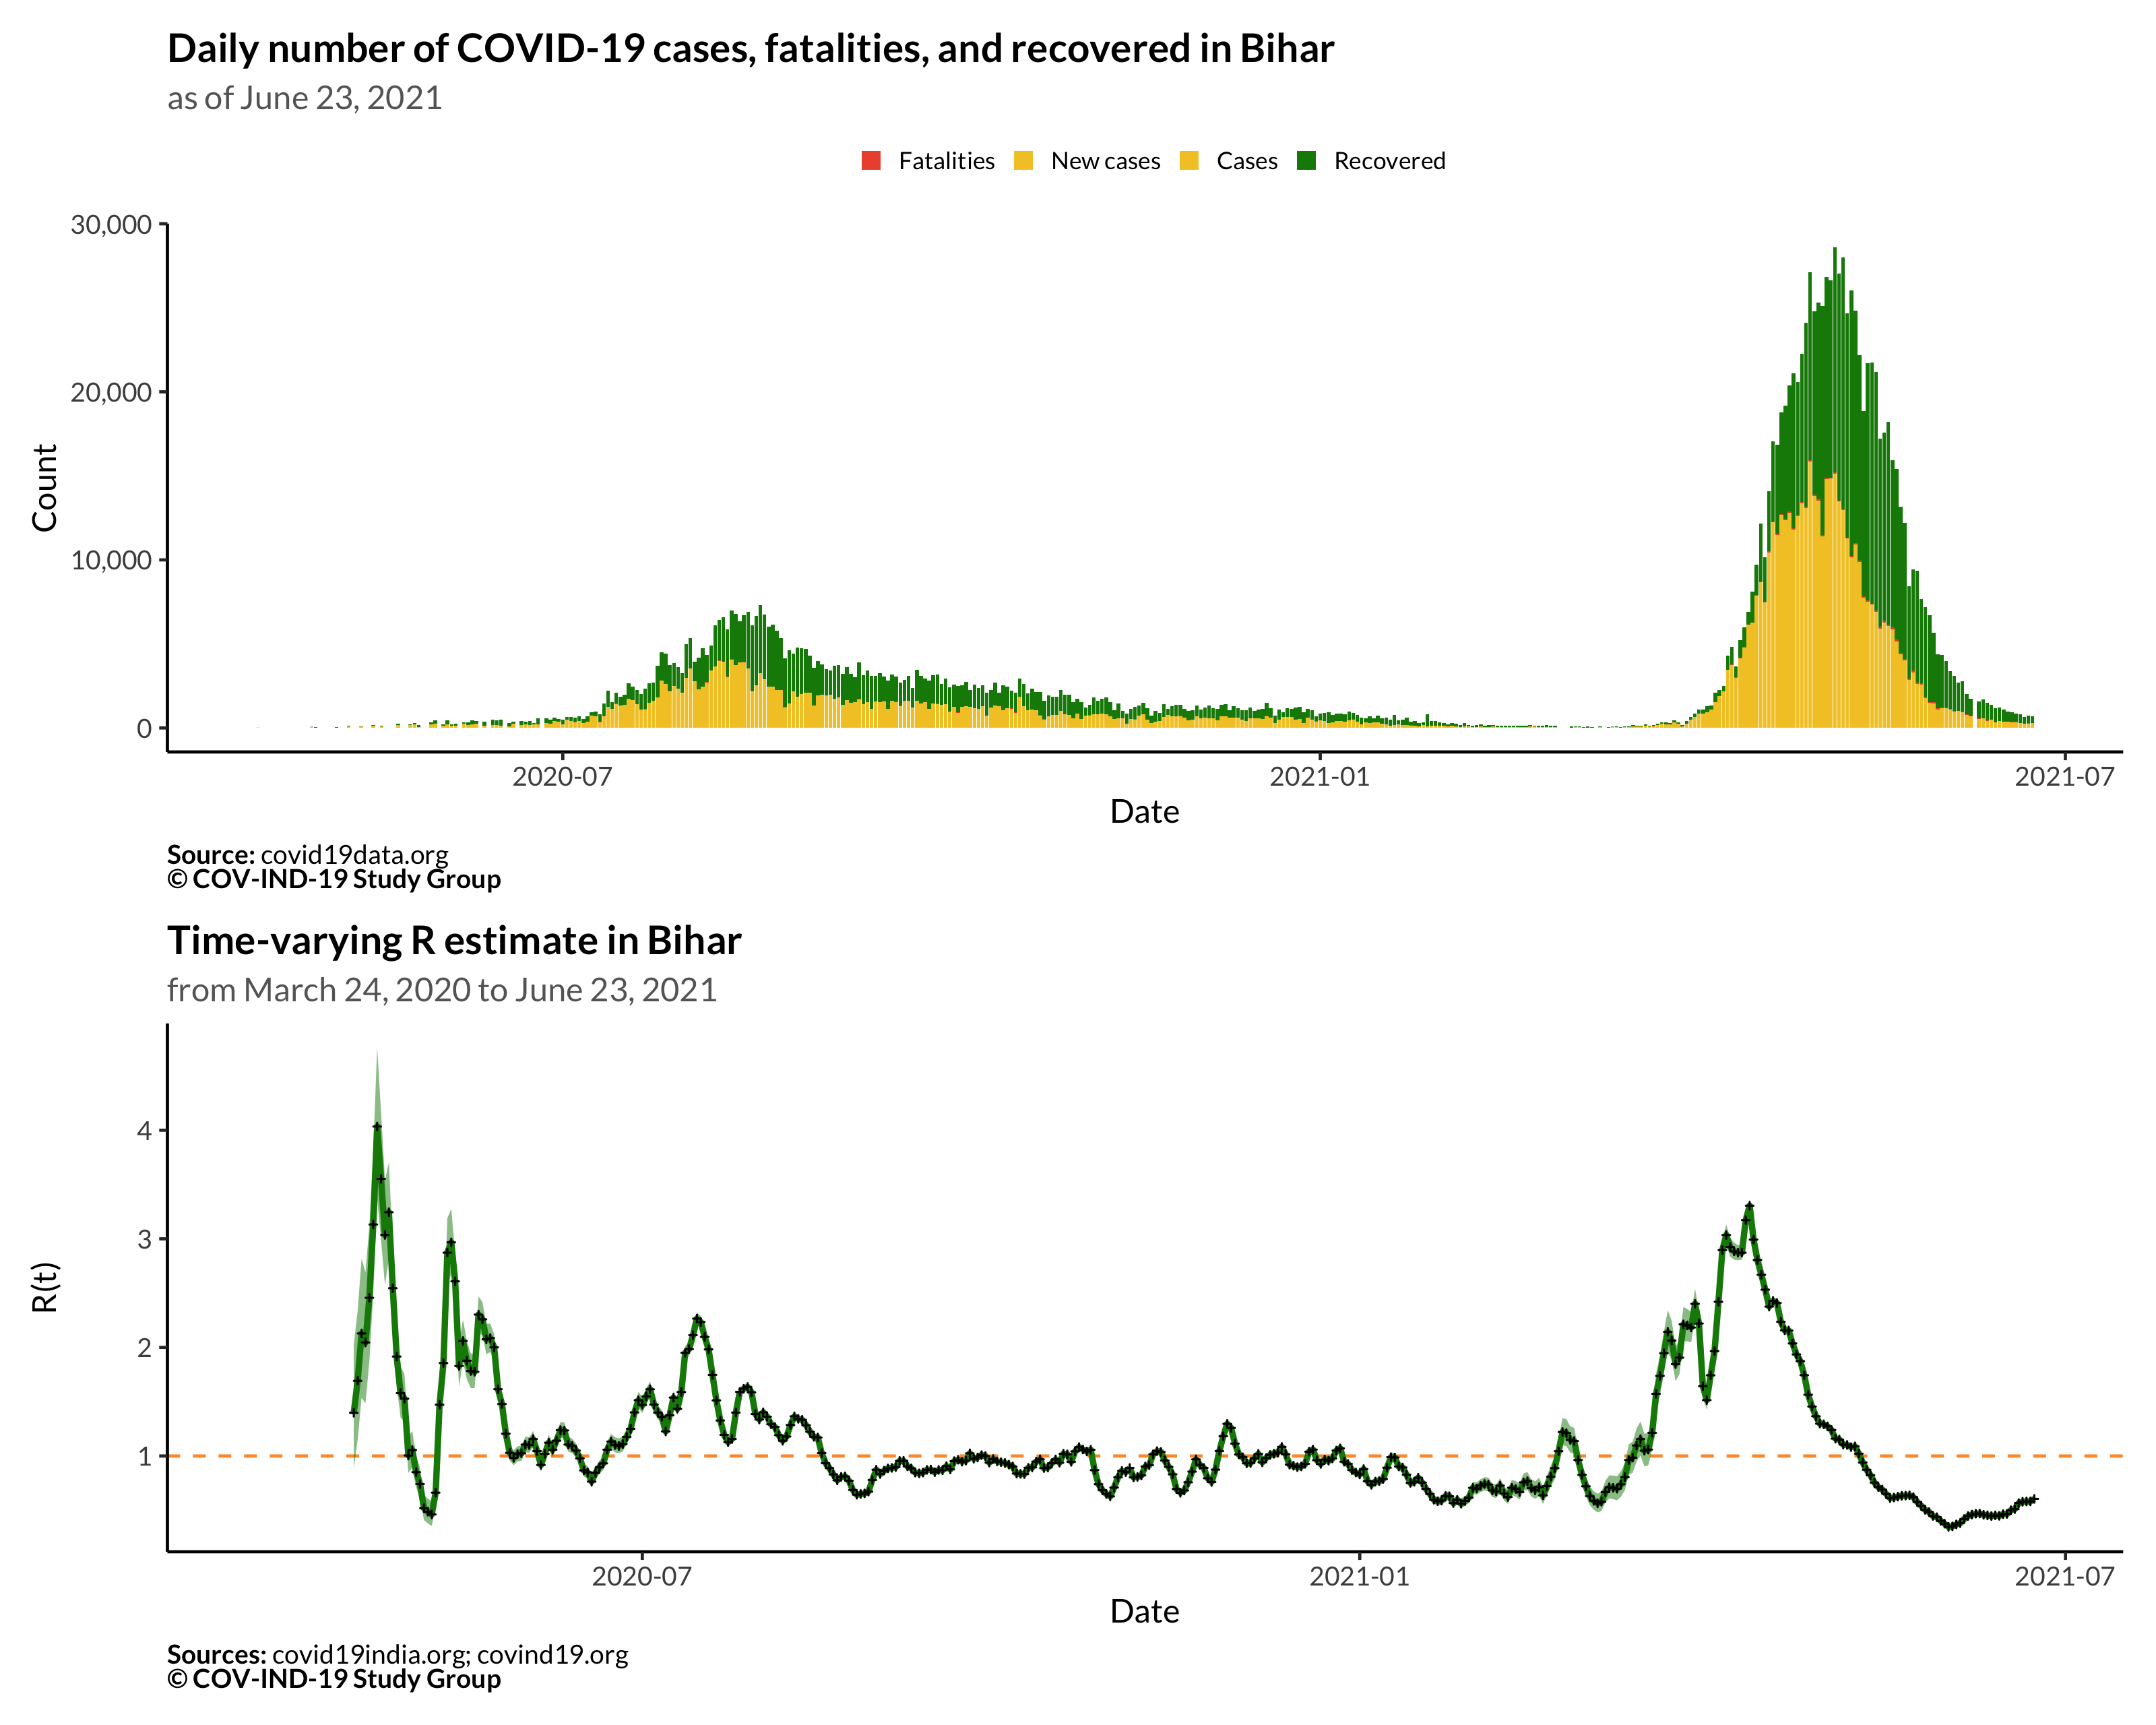 Daily number of COVID-19 cases, fatalities, and recovered in Bihar
as of June 23, 2021
Fatalities New cases Cases Recovered
30,000
20,000
10,000
0
Count
2020-07 2021-01 2021-07
Date
Source: covid19data.org
© COV-IND-19 Study Group
Time-varying R estimate in Bihar
from March 24, 2020 to June 23, 2021
4
3
2
1
R(t)
2020-07 2021-01 2021-07
Date
Sources: covid19india.org; covind19.org
© COV-IND-19 Study Group